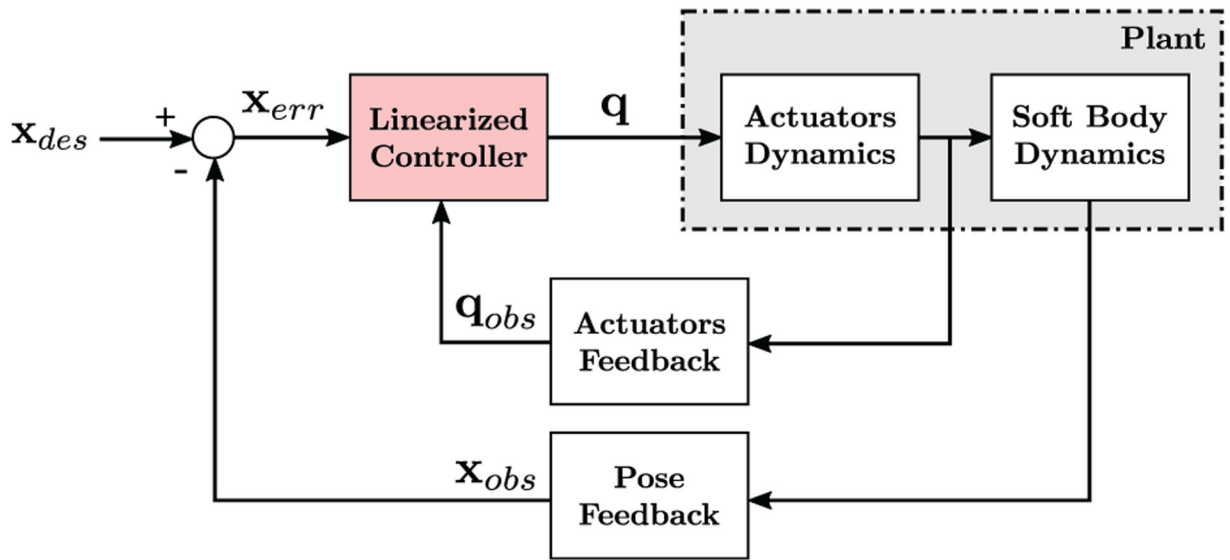 Plant
+
x_des
-
x_err
Linearized
Controller
q
Actuators
Dynamics
Soft Body
Dynamics
q_obs
Actuators
Feedback
x_obs
Pose
Feedback